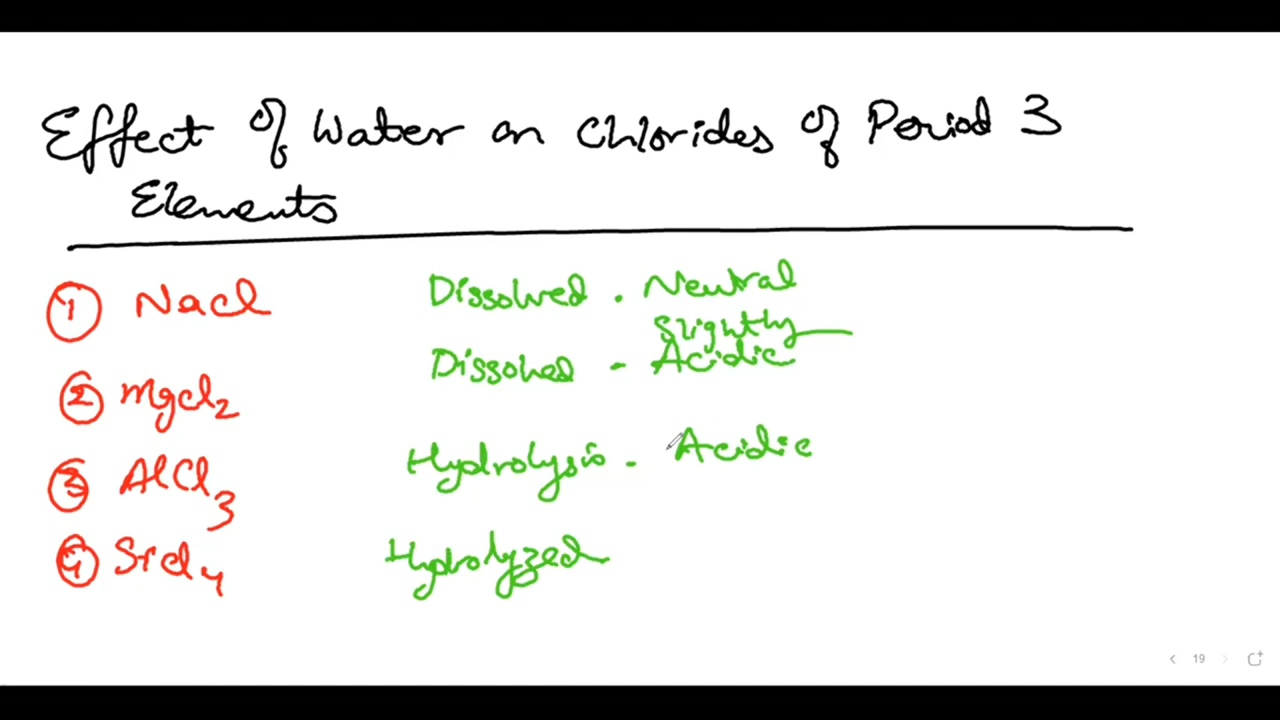 Effect of Water on Chlorides of Period 3
Elements
1 NaCl Dissolved . Neutral
Slightly
2 MgCl2 Dissolved - Acidic
3 AlCl3 Hydrolysis - Acidic
4 SiCl4 Hydrolyzed
19